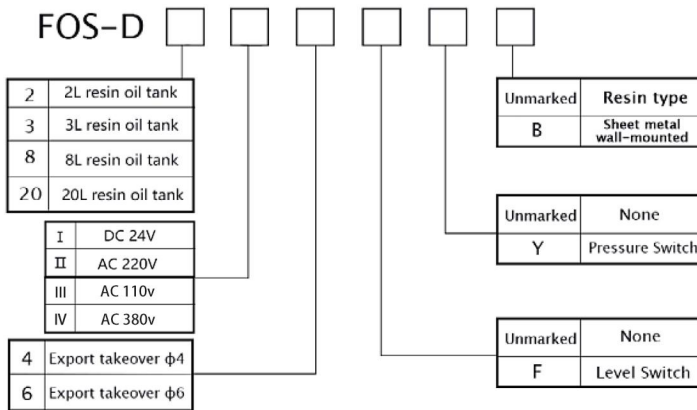 FOS-D
2 2L resin oil tank
3 3L resin oil tank
8 8L resin oil tank
20 20L resin oil tank
I DC 24V
II AC 220V
III AC 110v
IV AC 380v
4 Export takeover ϕ4
6 Export takeover ϕ6
Unmarked Resin type
B Sheet metal
wall-mounted
Unmarked None
Y Pressure Switch
Unmarked None
F Level Switch